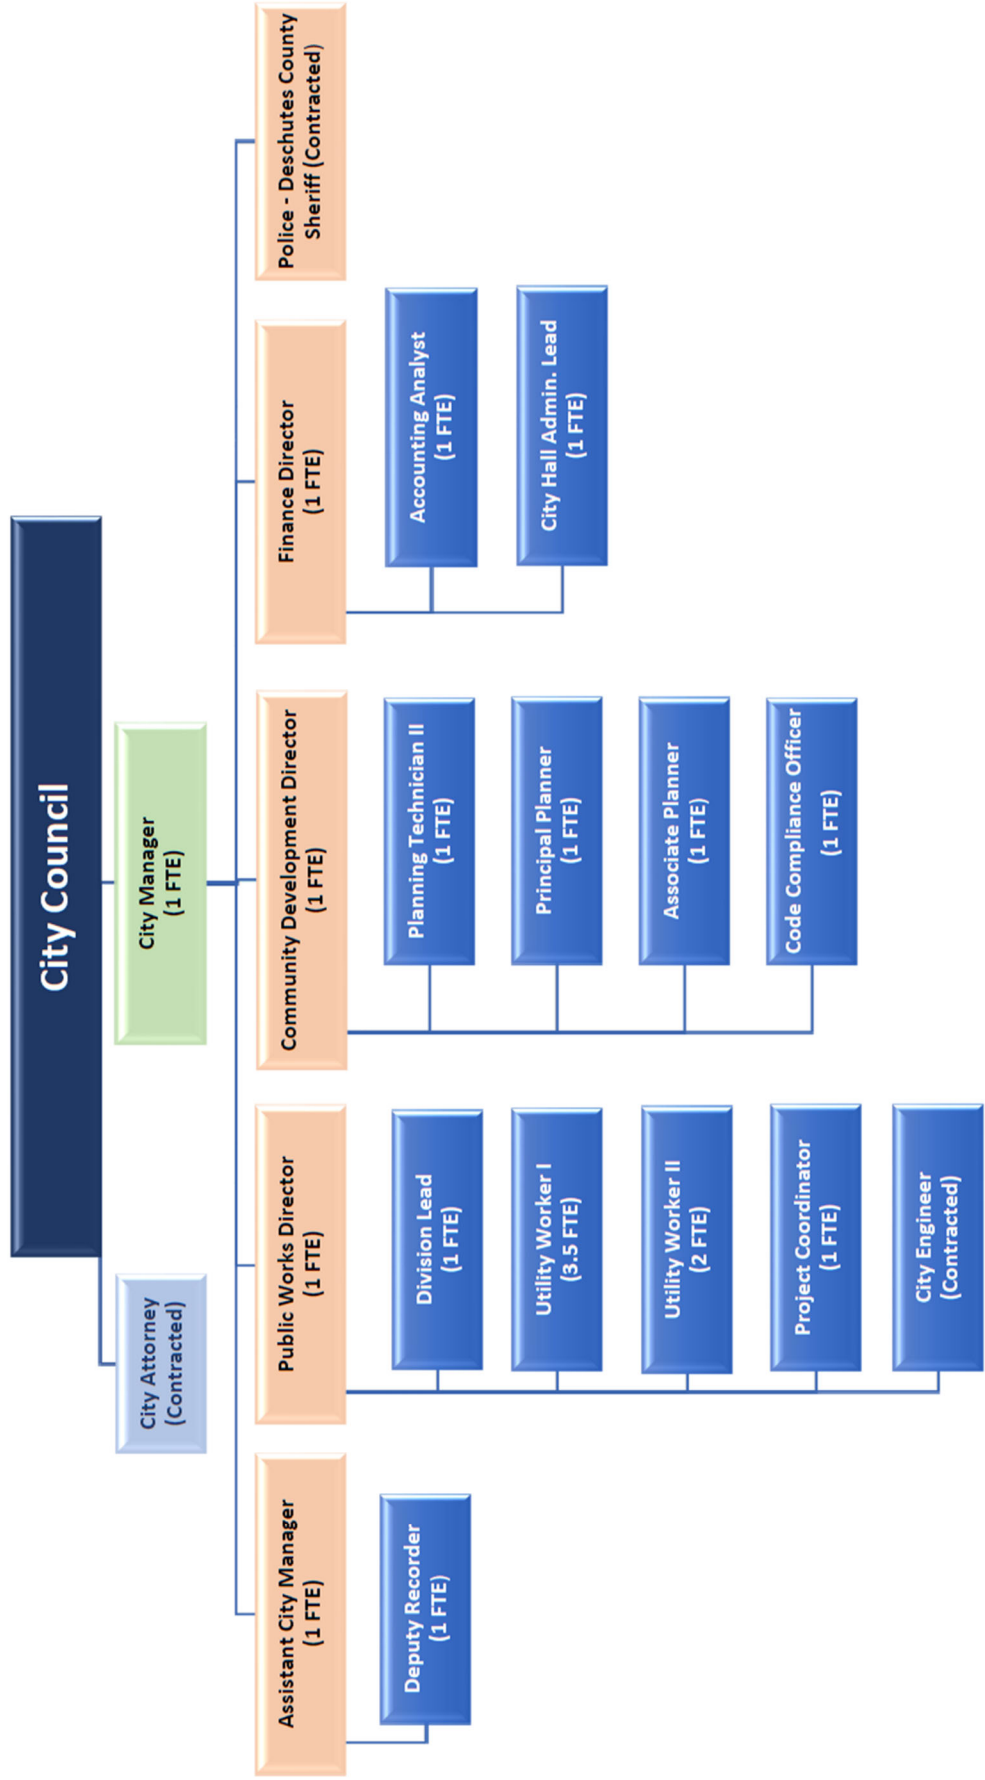 City Council
City Attorney
(Contracted)
City Manager
(1 FTE)
Assistant City Manager
(1 FTE)
Deputy Recorder
(1 FTE)
Public Works Director
(1 FTE)
Division Lead
(1 FTE)
Utility Worker I
(3.5 FTE)
Utility Worker II
(2 FTE)
Project Coordinator
(1 FTE)
City Engineer
(Contracted)
Community Development Director
(1 FTE)
Planning Technician II
(1 FTE)
Principal Planner
(1 FTE)
Associate Planner
(1 FTE)
Code Compliance Officer
(1 FTE)
Finance Director
(1 FTE)
Accounting Analyst
(1 FTE)
City Hall Admin. Lead
(1 FTE)
Police - Deschutes County
Sheriff (Contracted)